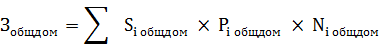 Зобщдом = ∑ Si общдом × Pi общдом × Ni общдом